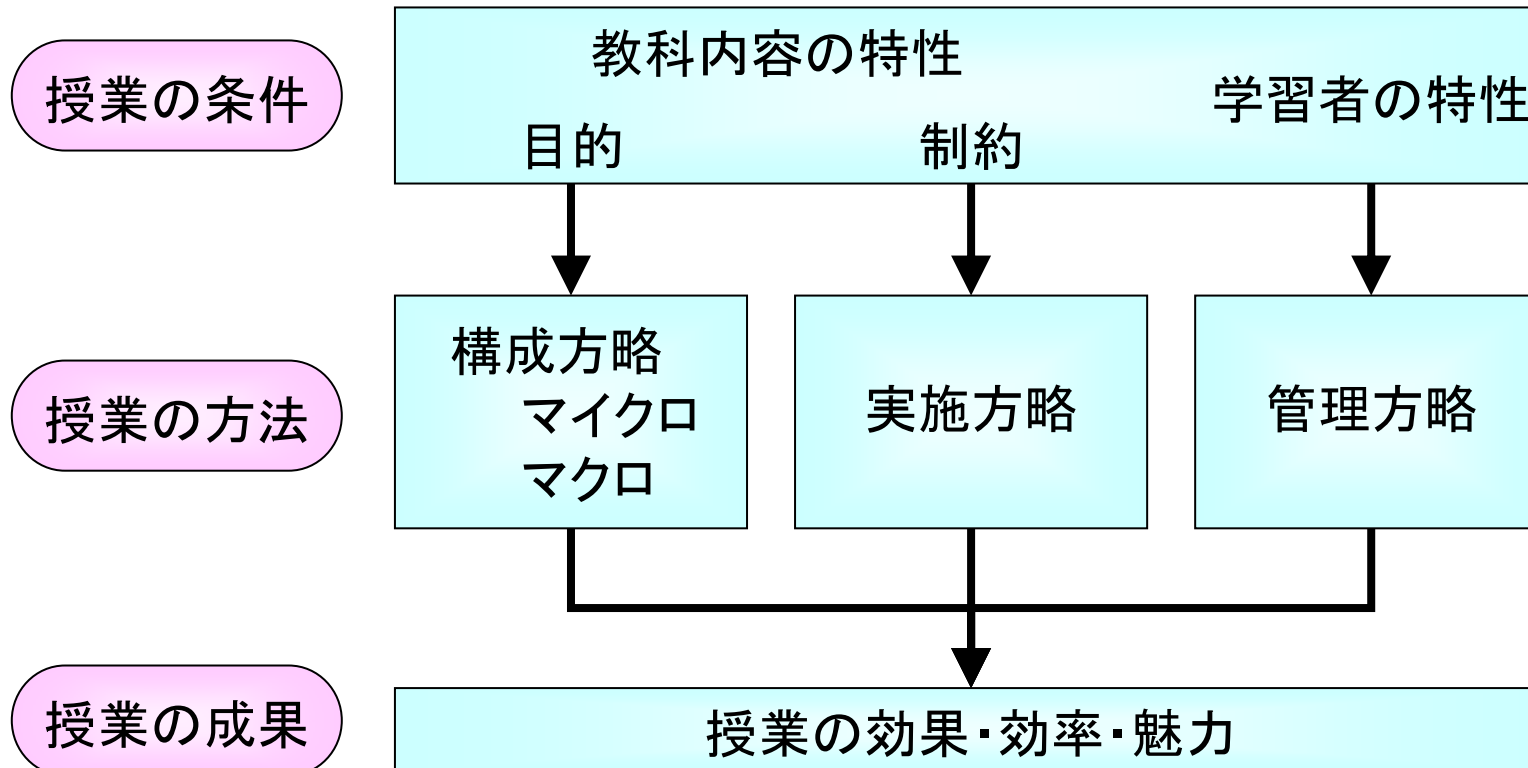 授業の条件
教科内容の特性
学習者の特性
目的
制約
授業の方法
構成方略
マイクロ
マクロ
実施方略
管理方略
授業の成果
授業の効果・効率・魅力